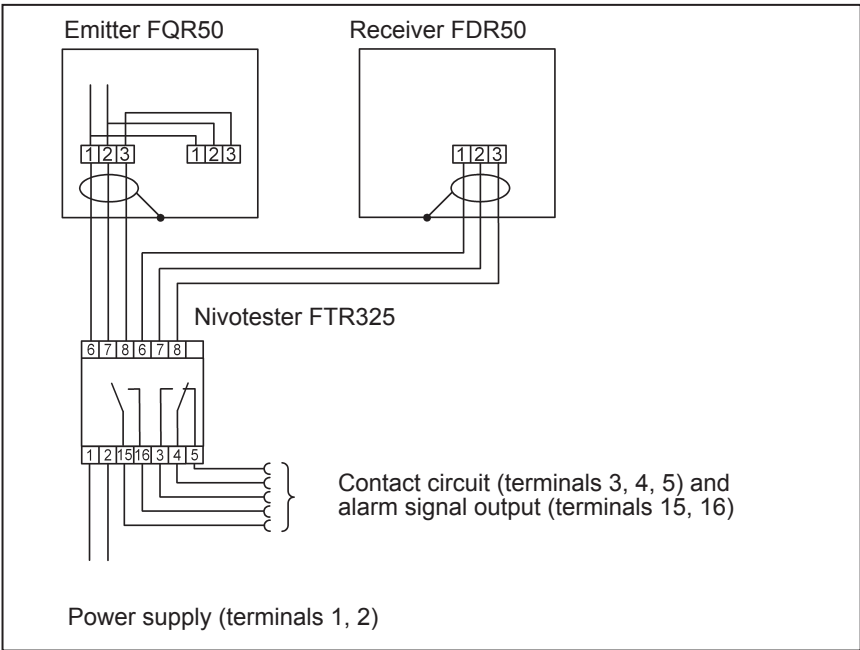 Emitter FQR50
Receiver FDR50
1 2 3
1 2 3
1 2 3
Nivotester FTR325
6 7 8 6 7 8
1 2 15 16 3 4 5
Contact circuit (terminals 3, 4, 5) and
alarm signal output (terminals 15, 16)
Power supply (terminals 1, 2)